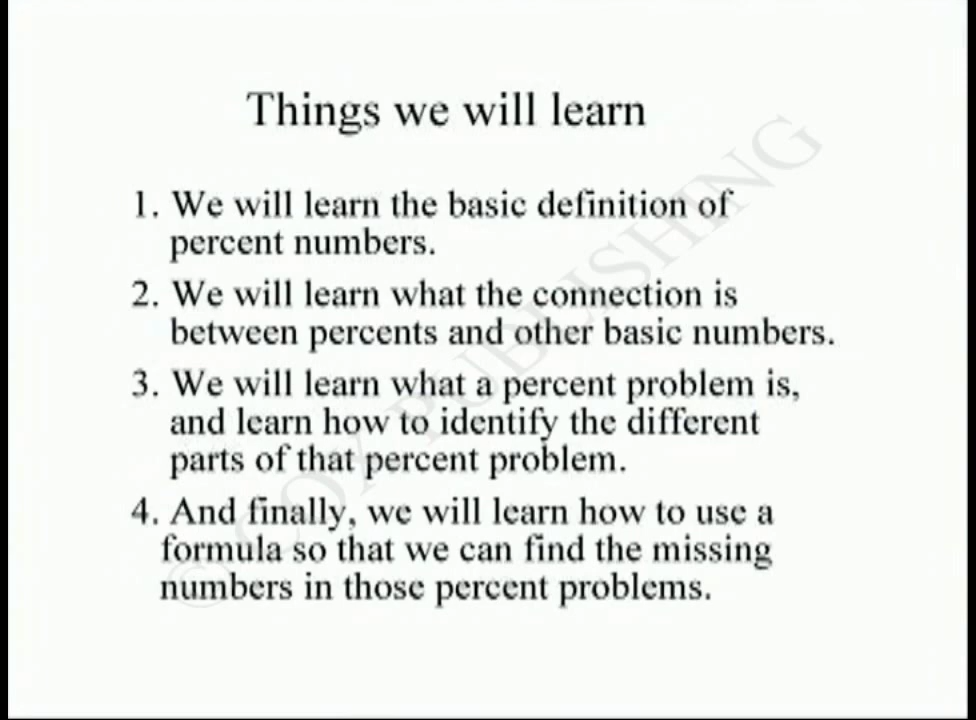 Things we will learn
1. We will learn the basic definition of
percent numbers.
2. We will learn what the connection is
between percents and other basic numbers.
3. We will learn what a percent problem is,
and learn how to identify the different
parts of that percent problem.
4. And finally, we will learn how to use a
formula so that we can find the missing
numbers in those percent problems.
© COX PUBLISHING